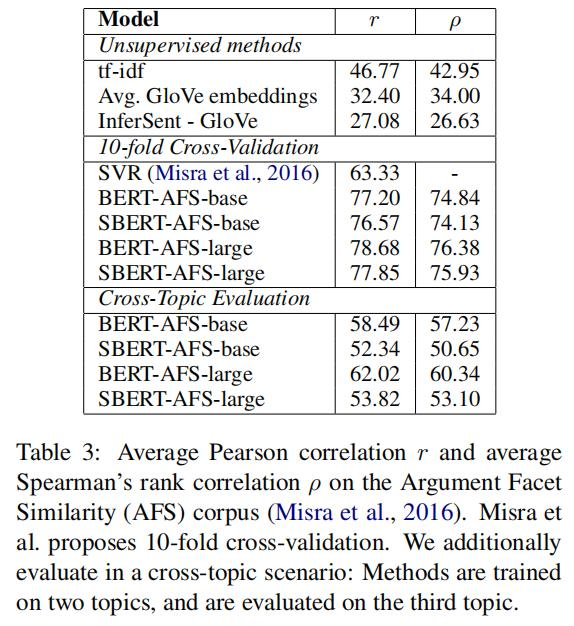 Model r ρ
Unsupervised methods
tf-idf 46.77 42.95
Avg. GloVe embeddings 32.40 34.00
InferSent - GloVe 27.08 26.63
10-fold Cross-Validation
SVR (Misra et al., 2016) 63.33 -
BERT-AFS-base 77.20 74.84
SBERT-AFS-base 76.57 74.13
BERT-AFS-large 78.68 76.38
SBERT-AFS-large 77.85 75.93
Cross-Topic Evaluation
BERT-AFS-base 58.49 57.23
SBERT-AFS-base 52.34 50.65
BERT-AFS-large 62.02 60.34
SBERT-AFS-large 53.82 53.10
Table 3: Average Pearson correlation r and average
Spearman's rank correlation ρ on the Argument Facet
Similarity (AFS) corpus (Misra et al., 2016). Misra et
al. proposes 10-fold cross-validation. We additionally
evaluate in a cross-topic scenario: Methods are trained
on two topics, and are evaluated on the third topic.